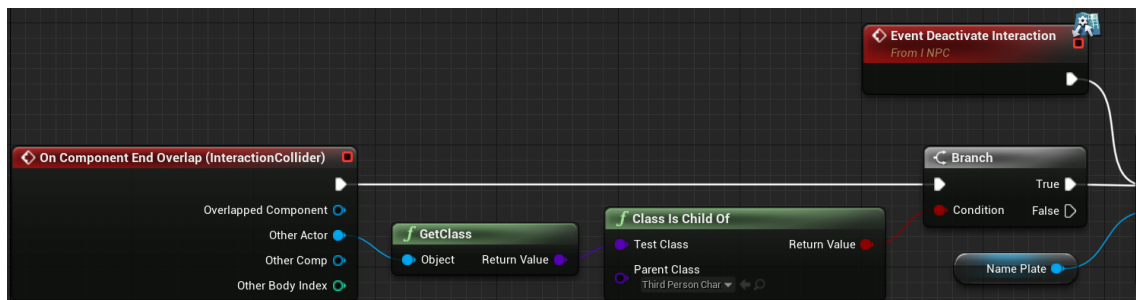 Event Deactivate Interaction
From I NPC
On Component End Overlap (InteractionCollider)
Overlapped Component
Other Actor
Other Comp
Other Body Index
f GetClass
Object Return Value
f Class Is Child Of
Test Class Return Value
Parent Class
Third Person Char
Branch
True
Condition False
Name Plate